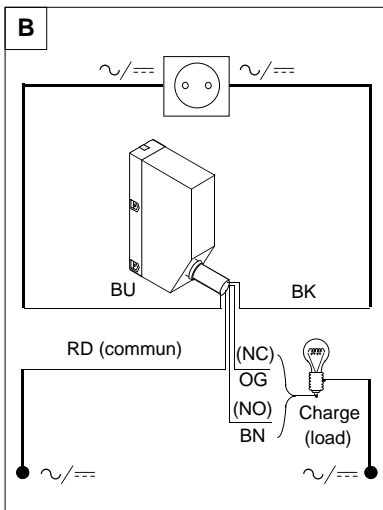 B
BU
BK
RD (commun)
(NC)
OG
(NO)
BN
Charge
(load)